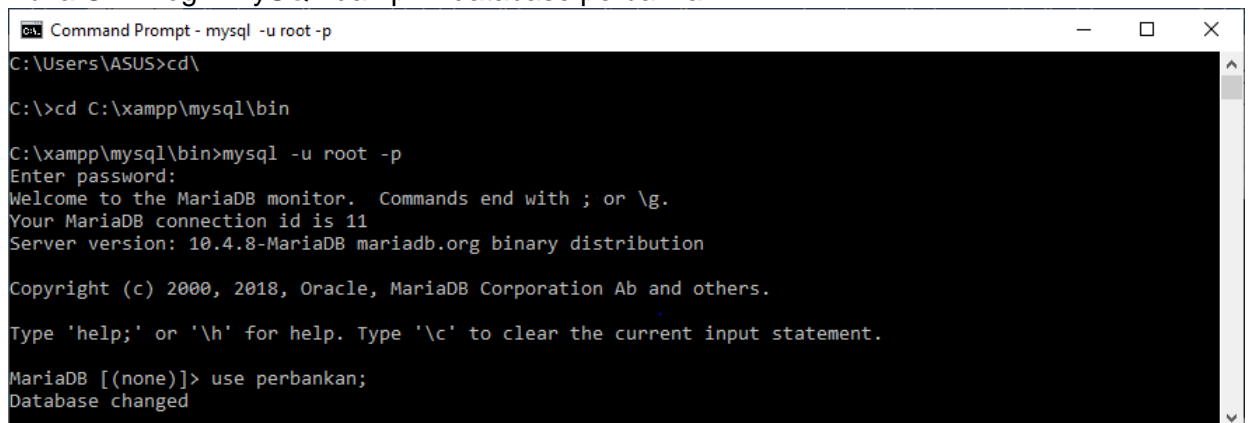 Command Prompt - mysql -u root -p
C:\Users\ASUS>cd\
C:\>cd C:\xampp\mysql\bin
C:\xampp\mysql\bin>mysql -u root -p
Enter password:
Welcome to the MariaDB monitor.  Commands end with ; or \g.
Your MariaDB connection id is 11
Server version: 10.4.8-MariaDB mariadb.org binary distribution
Copyright (c) 2000, 2018, Oracle, MariaDB Corporation Ab and others.
Type 'help;' or '\h' for help. Type '\c' to clear the current input statement.
MariaDB [(none)]> use perbankan;
Database changed